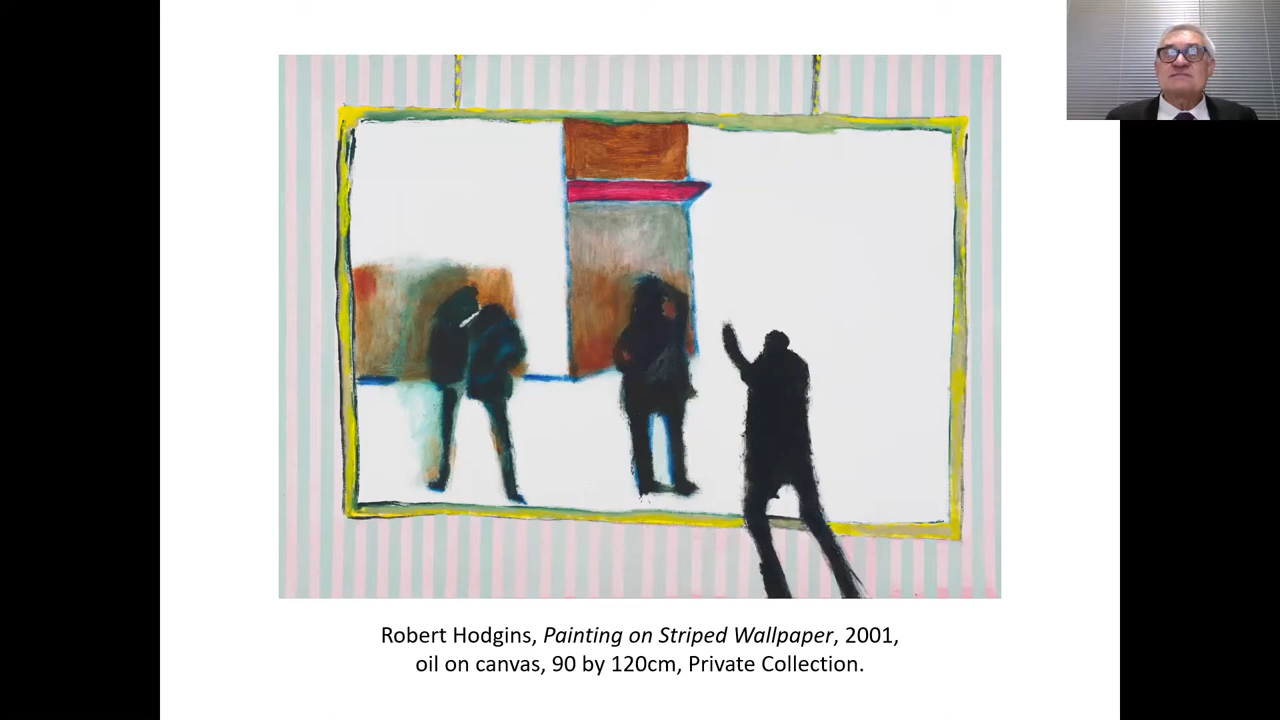 Robert Hodgins, Painting on Striped Wallpaper, 2001,
oil on canvas, 90 by 120cm, Private Collection.